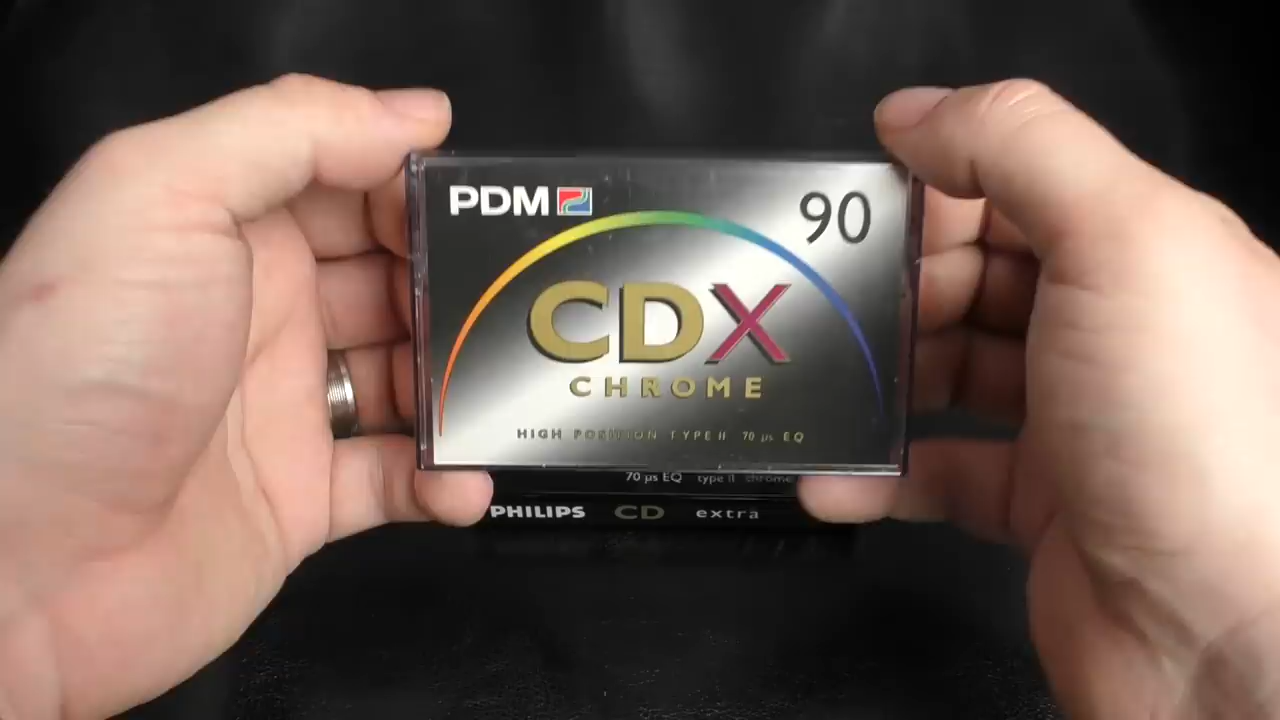 PDM
90
CDX
CHROME
HIGH POSITION TYPE II 70 µs EQ
70 µs EQ type II chrome
PHILIPS CD extra